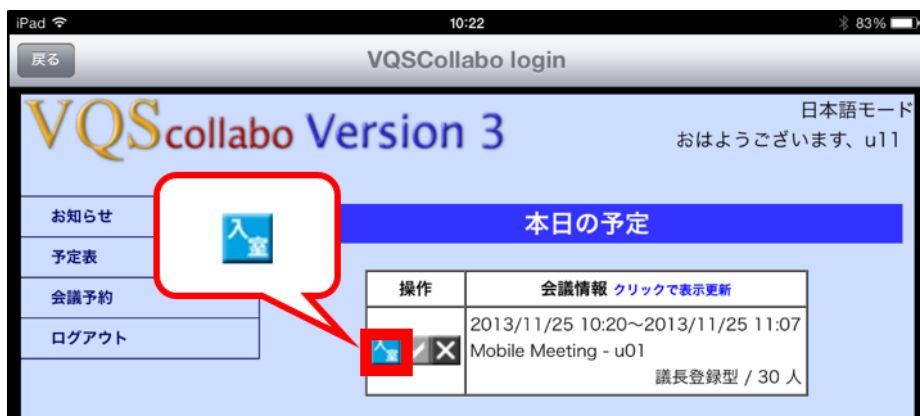 iPad 10:22 83%
戻る VQSCollabo login
VQScollabo Version 3
日本語モード
おはようございます、u11
お知らせ
予定表
会議予約
ログアウト
入室
本日の予定
操作 会議情報 クリックで表示更新
入室
2013/11/25 10:20～2013/11/25 11:07
Mobile Meeting - u01
議長登録型 / 30 人